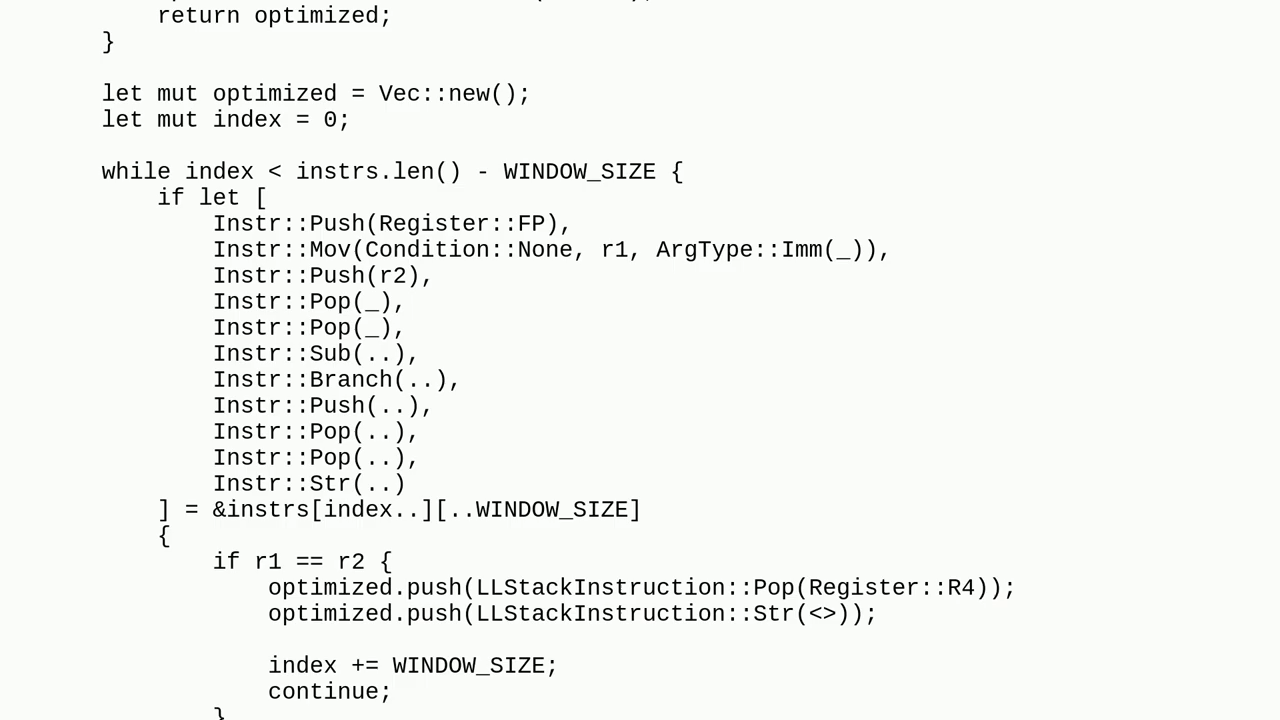 return optimized;
}
let mut optimized = Vec::new();
let mut index = 0;
while index < instrs.len() - WINDOW_SIZE {
if let [
Instr::Push(Register::FP),
Instr::Mov(Condition::None, r1, ArgType::Imm(_)),
Instr::Push(r2),
Instr::Pop(_),
Instr::Pop(_),
Instr::Sub(..),
Instr::Branch(..),
Instr::Push(..),
Instr::Pop(..),
Instr::Pop(..),
Instr::Str(..)
] = &instrs[index..][..WINDOW_SIZE]
{
if r1 == r2 {
optimized.push(LLStackInstruction::Pop(Register::R4));
optimized.push(LLStackInstruction::Str(<>));
index += WINDOW_SIZE;
continue;
}